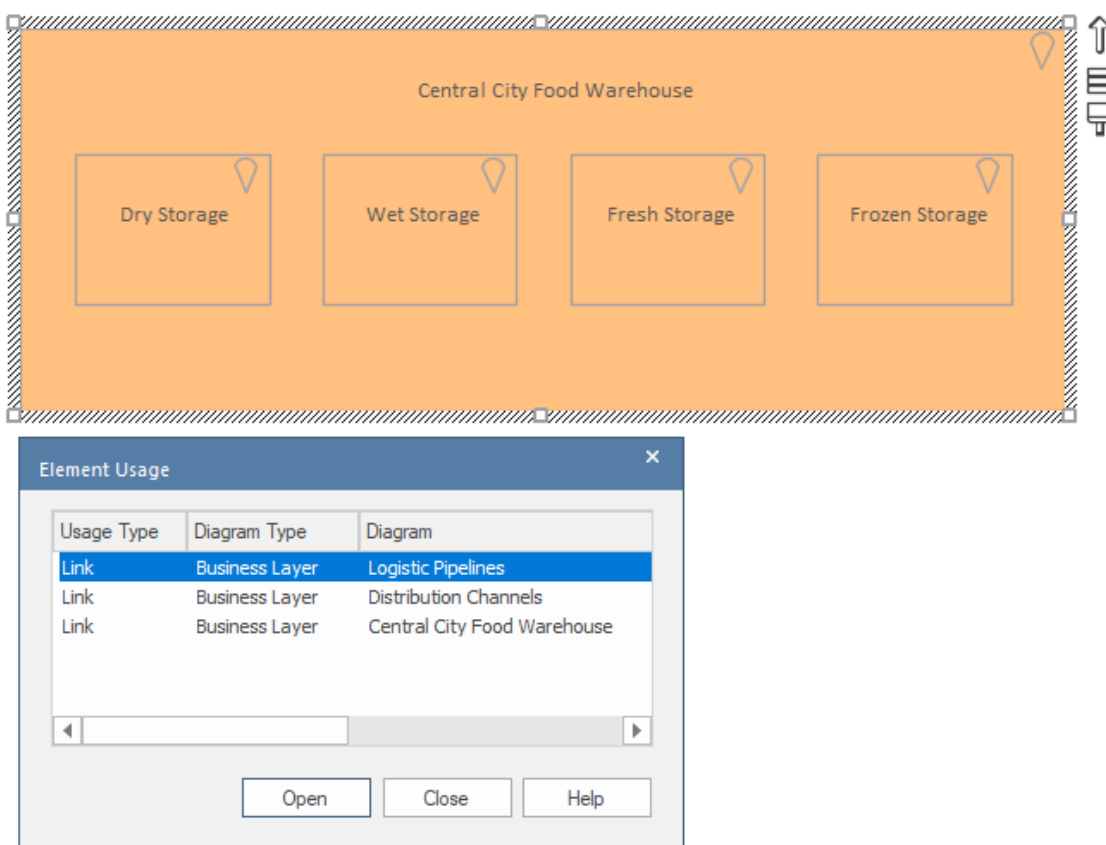 Central City Food Warehouse
Dry Storage Wet Storage Fresh Storage Frozen Storage
Element Usage
Usage Type Diagram Type Diagram
Link Business Layer Logistic Pipelines
Link Business Layer Distribution Channels
Link Business Layer Central City Food Warehouse
Open Close Help